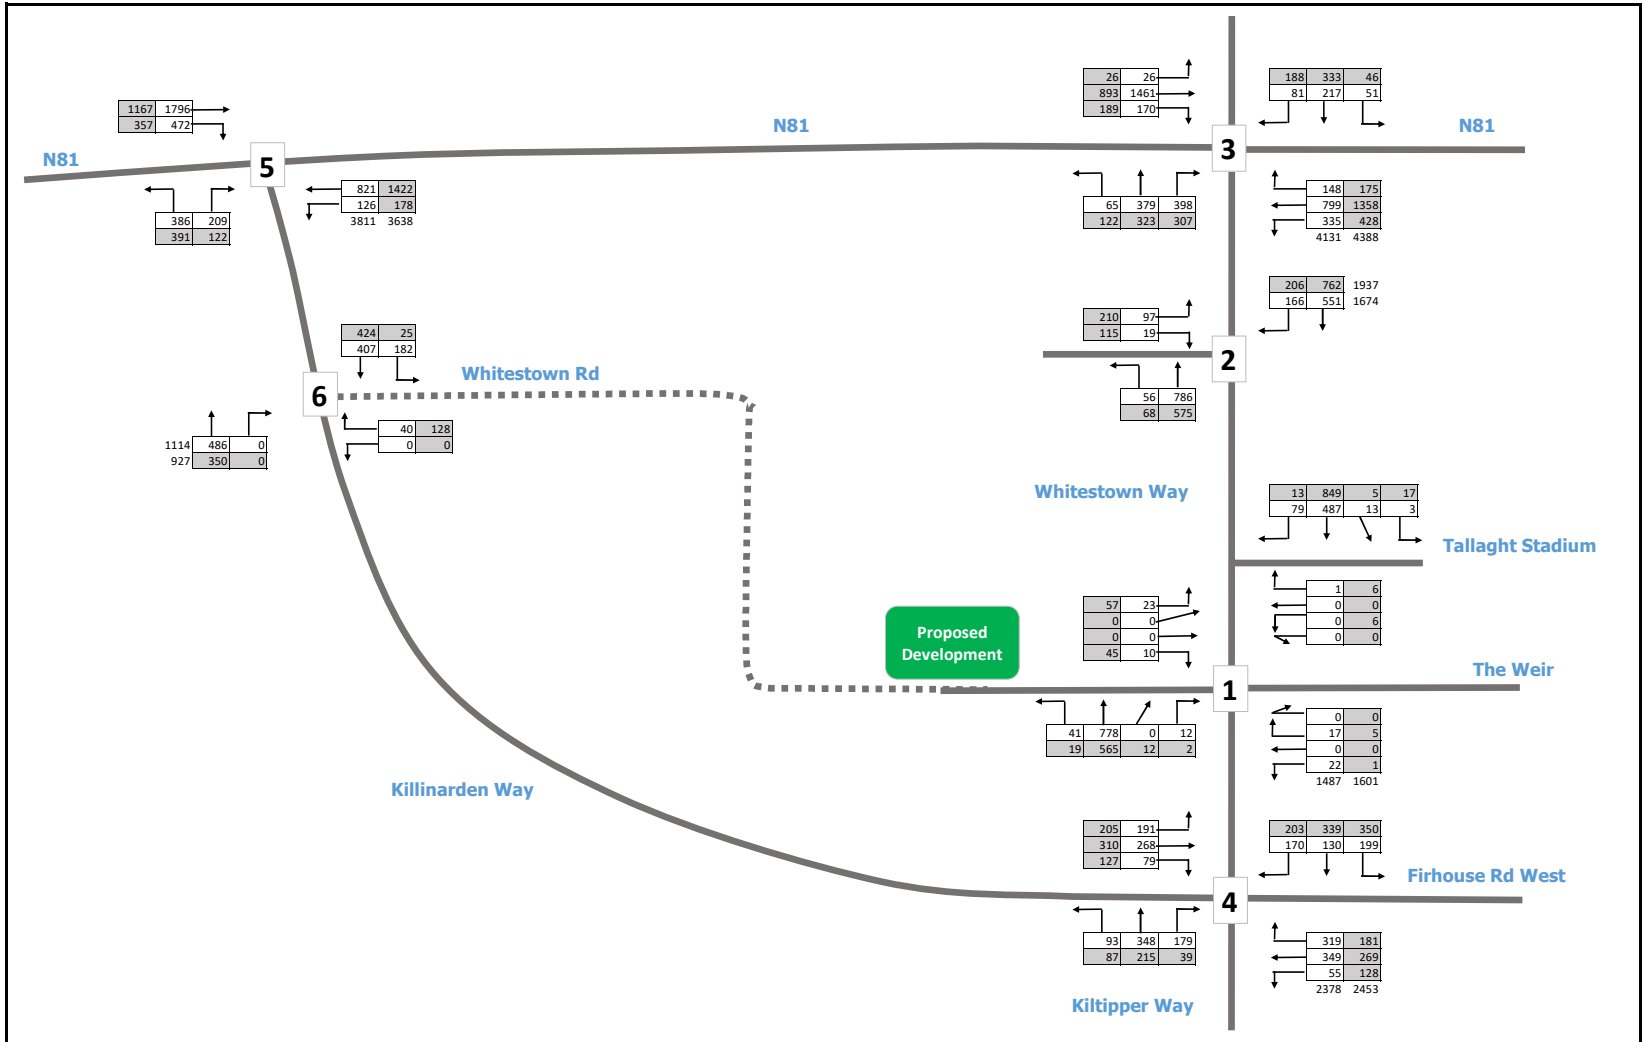 26 26
893 1461
189 170
188 333 46
81 217 51
1167 1796
357 472
N81
N81
N81
3
5
821 1422
126 178
3811 3638
386 209
391 122
65 379 398
122 323 307
148 175
799 1358
335 428
4131 4388
206 762 1937
166 551 1674
210 97
115 19
2
56 786
68 575
424 25
407 182
Whitestown Rd
6
40 128
0 0
1114 486 0
927 350 0
Whitestown Way
13 849 5 17
79 487 13 3
Tallaght Stadium
1 6
0 0
0 6
0 0
57 23
0 0
0 0
45 10
Proposed
Development
The Weir
1
41 778 0 12
19 565 12 2
0 0
17 5
0 0
22 1
1487 1601
Killinarden Way
205 191
310 268
127 79
203 339 350
170 130 199
Firhouse Rd West
4
93 348 179
87 215 39
319 181
349 269
55 128
2378 2453
Kiltipper Way